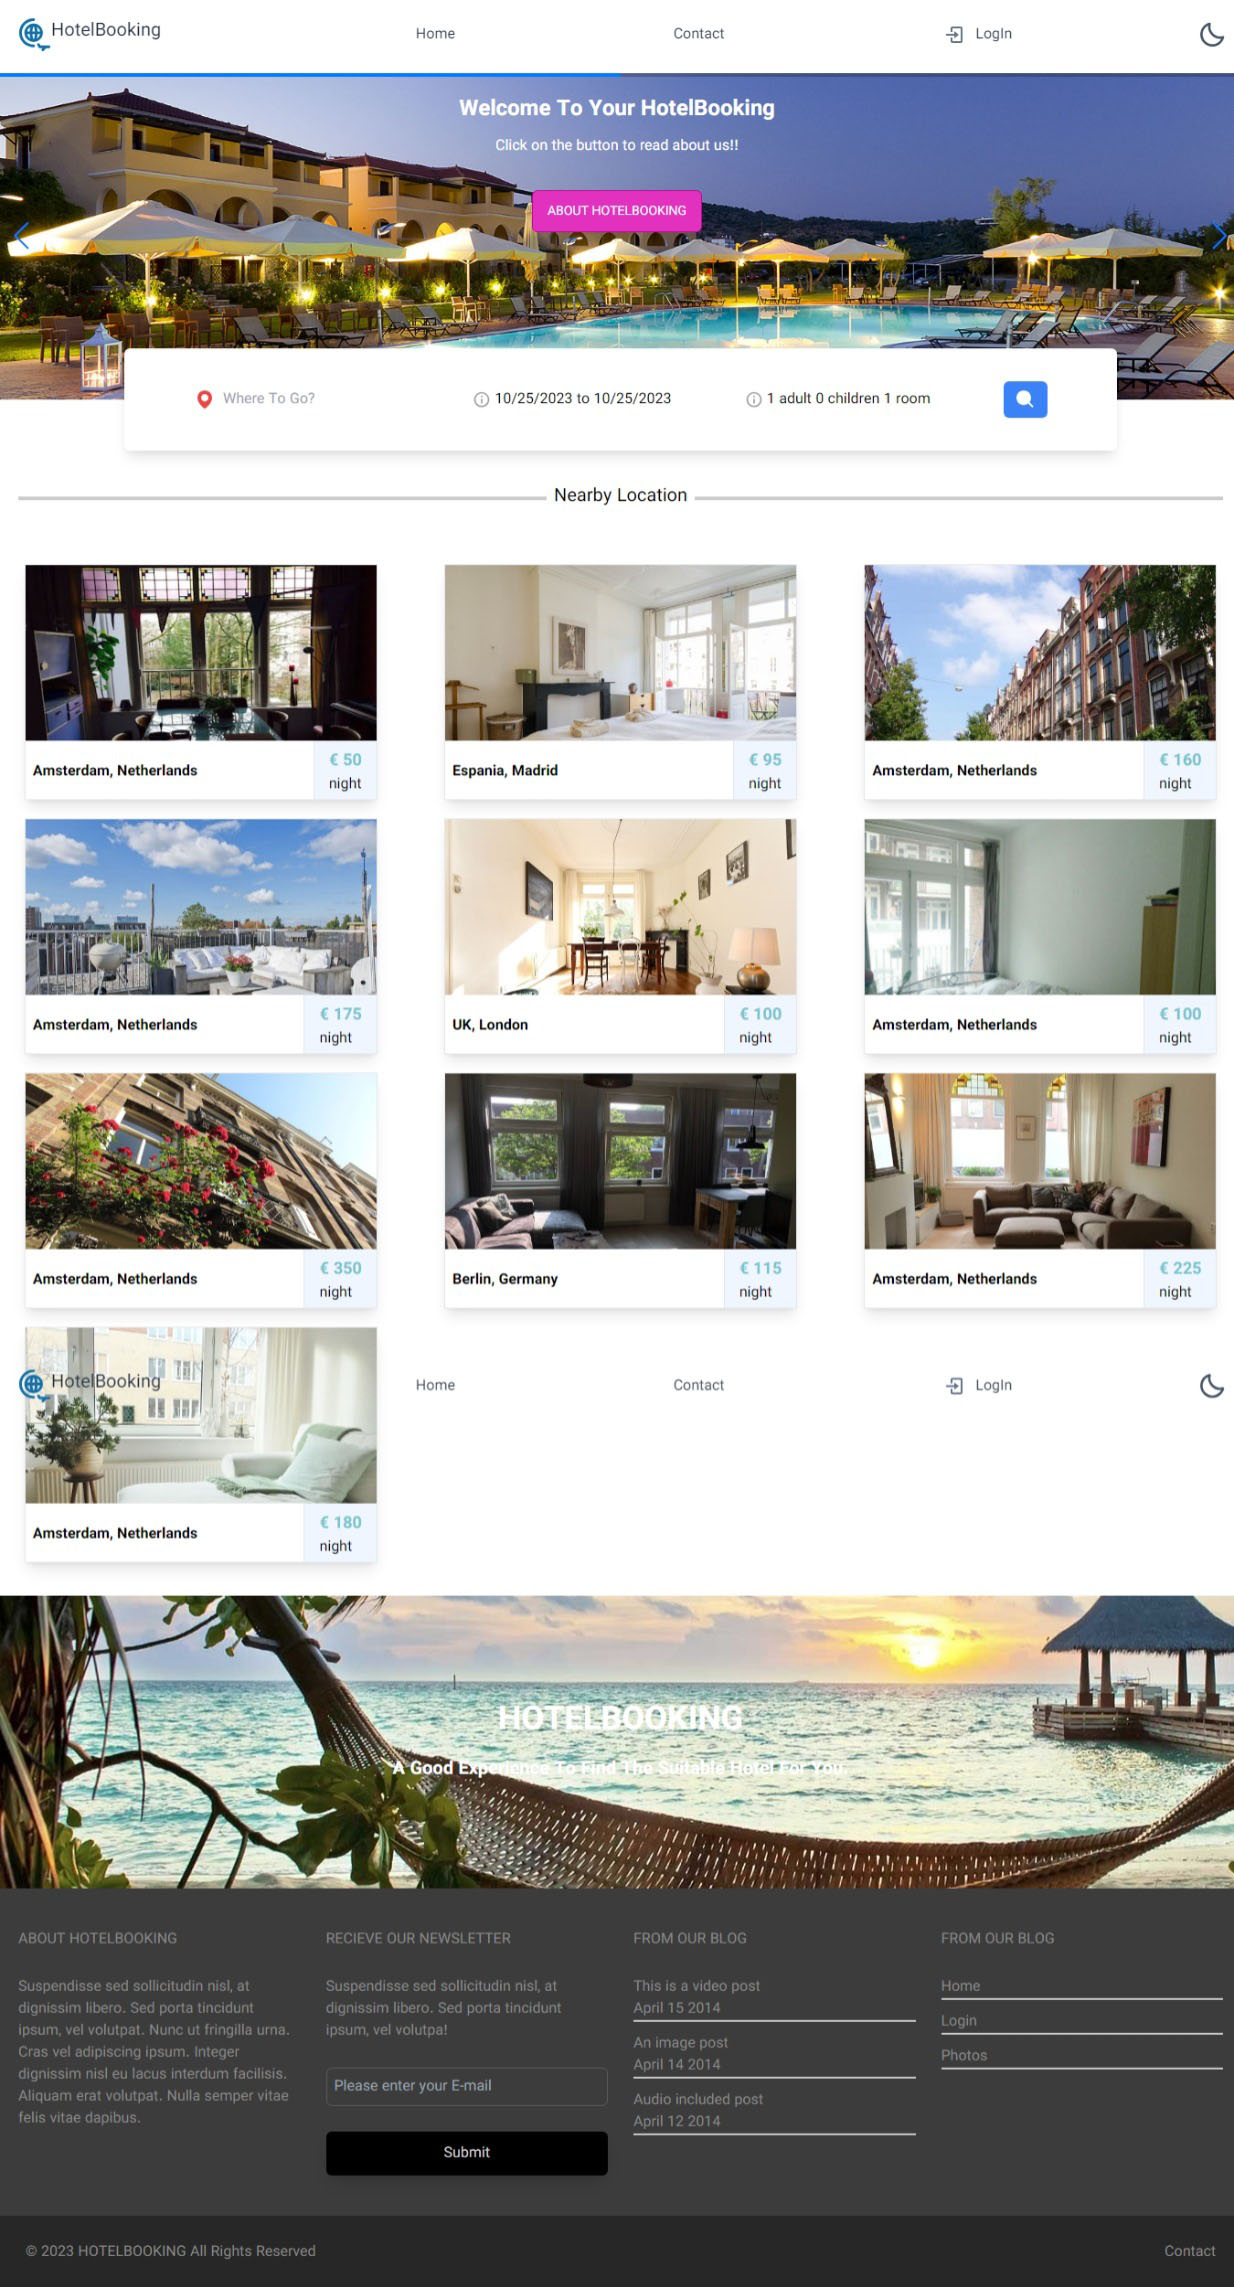 HotelBooking
Home
Contact
LogIn
Welcome To Your HotelBooking
Click on the button to read about us!!
ABOUT HOTELBOOKING
Where To Go?
10/25/2023 to 10/25/2023
1 adult 0 children 1 room
Nearby Location
Amsterdam, Netherlands
€ 50
night
Espania, Madrid
€ 95
night
Amsterdam, Netherlands
€ 160
night
Amsterdam, Netherlands
€ 175
night
UK, London
€ 100
night
Amsterdam, Netherlands
€ 100
night
Amsterdam, Netherlands
€ 350
night
Berlin, Germany
€ 115
night
Amsterdam, Netherlands
€ 225
night
HotelBooking
Home
Contact
LogIn
Amsterdam, Netherlands
€ 180
night
HOTELBOOKING
A Good Experience To Find The Suitable Hotel For You.
ABOUT HOTELBOOKING
Suspendisse sed sollicitudin nisl, at
dignissim libero. Sed porta tincidunt
ipsum, vel volutpat. Nunc ut fringilla urna.
Cras vel adipiscing ipsum. Integer
dignissim nisl eu lacus interdum facilisis.
Aliquam erat volutpat. Nulla semper vitae
felis vitae dapibus.
RECIEVE OUR NEWSLETTER
Suspendisse sed sollicitudin nisl, at
dignissim libero. Sed porta tincidunt
ipsum, vel volutpa!
Please enter your E-mail
Submit
FROM OUR BLOG
This is a video post
April 15 2014
An image post
April 14 2014
Audio included post
April 12 2014
FROM OUR BLOG
Home
Login
Photos
© 2023 HOTELBOOKING All Rights Reserved
Contact